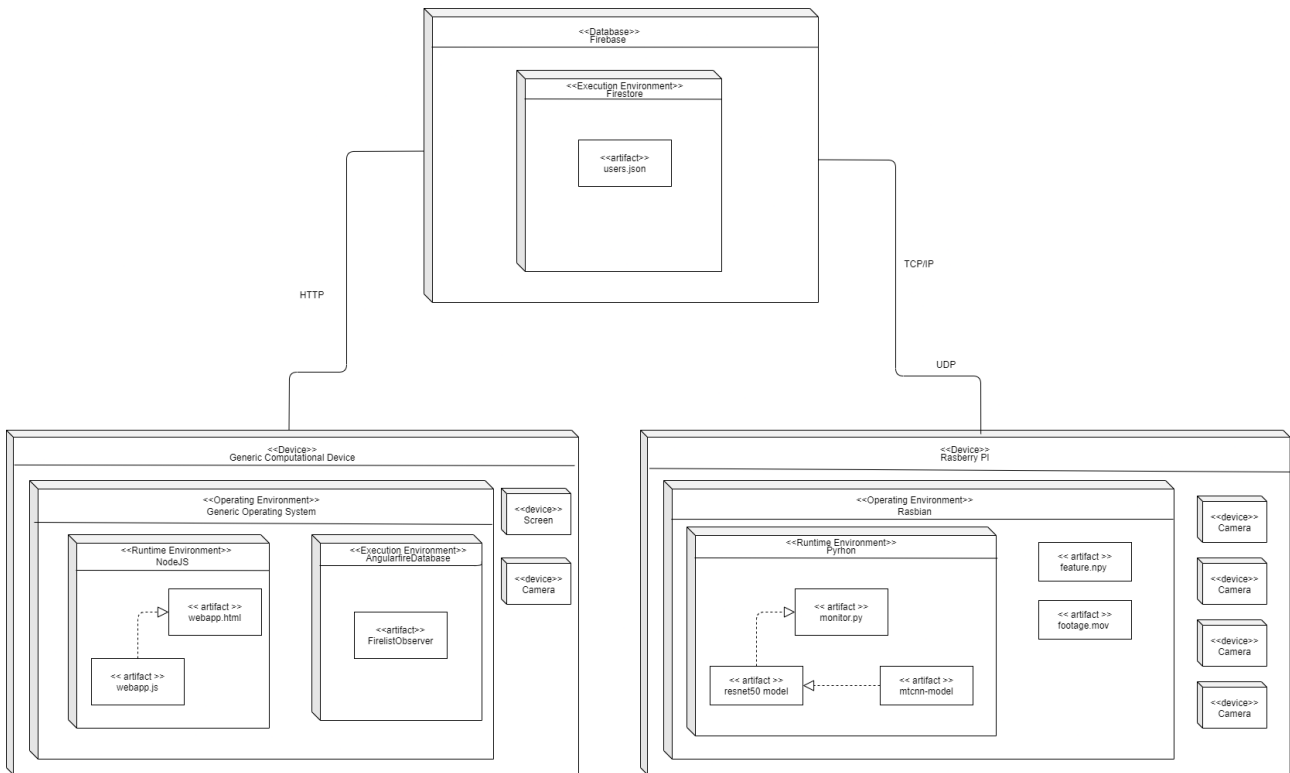 <<Database>>
Firebase
<<Execution Environment>>
Firestore
<<artifact>>
users.json
HTTP
TCP/IP
UDP
<<Device>>
Generic Computational Device
<<Operating Environment>>
Generic Operating System
<<Runtime Environment>>
NodeJS
<< artifact >>
webapp.html
<< artifact >>
webapp.js
<<Execution Environment>>
AngularfireDatabase
<<artifact>>
FirelistObserver
<<device>>
Screen
<<device>>
Camera
<<Device>>
Rasberry PI
<<Operating Environment>>
Rasbian
<<Runtime Environment>>
Pyrhon
<< artifact >>
monitor.py
<< artifact >>
resnet50 model
<< artifact >>
mtcnn-model
<< artifact >>
feature.npy
<< artifact >>
footage.mov
<<device>>
Camera
<<device>>
Camera
<<device>>
Camera
<<device>>
Camera